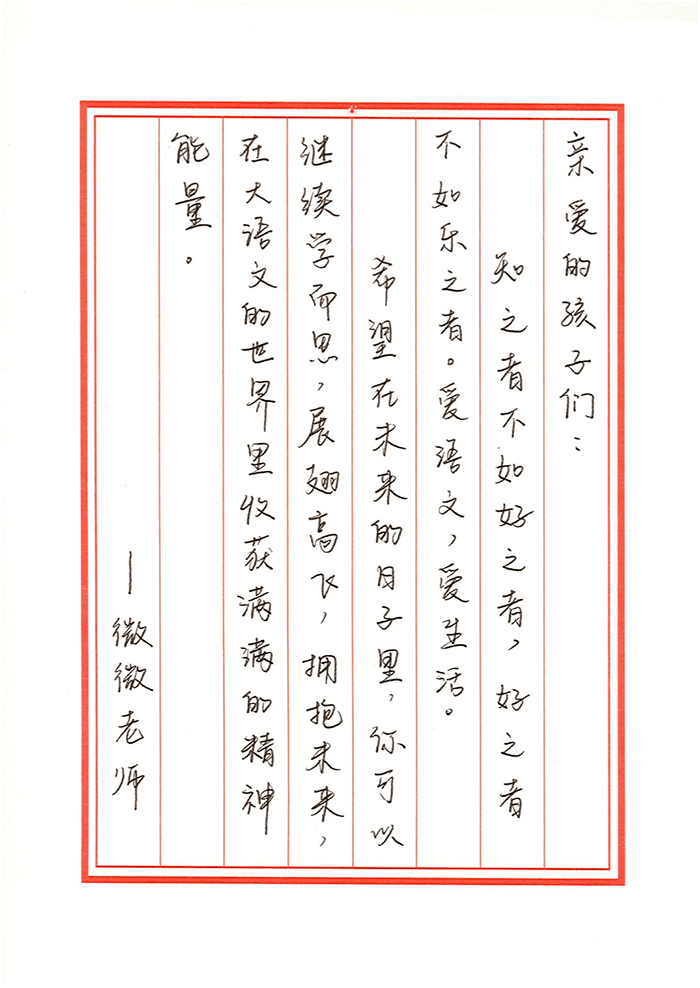 亲爱的孩子们：
知之者不如好之者，好之者
不如乐之者。爱语文，爱生活。
希望在未来的日子里，你可以
继续学而思，展翅高飞，拥抱未来，
在大语文的世界里收获满满的精神
能量。
—微微老师